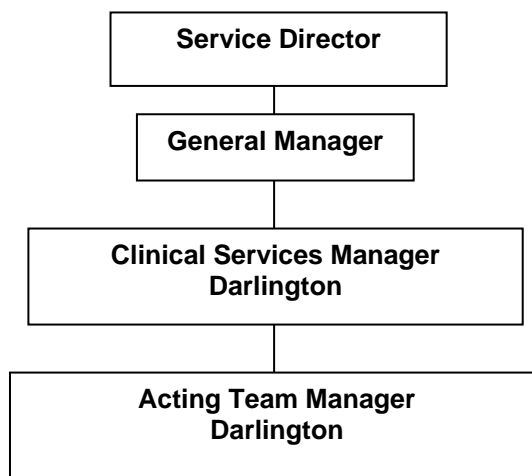 Service Director
General Manager
Clinical Services Manager
Darlington
Acting Team Manager
Darlington